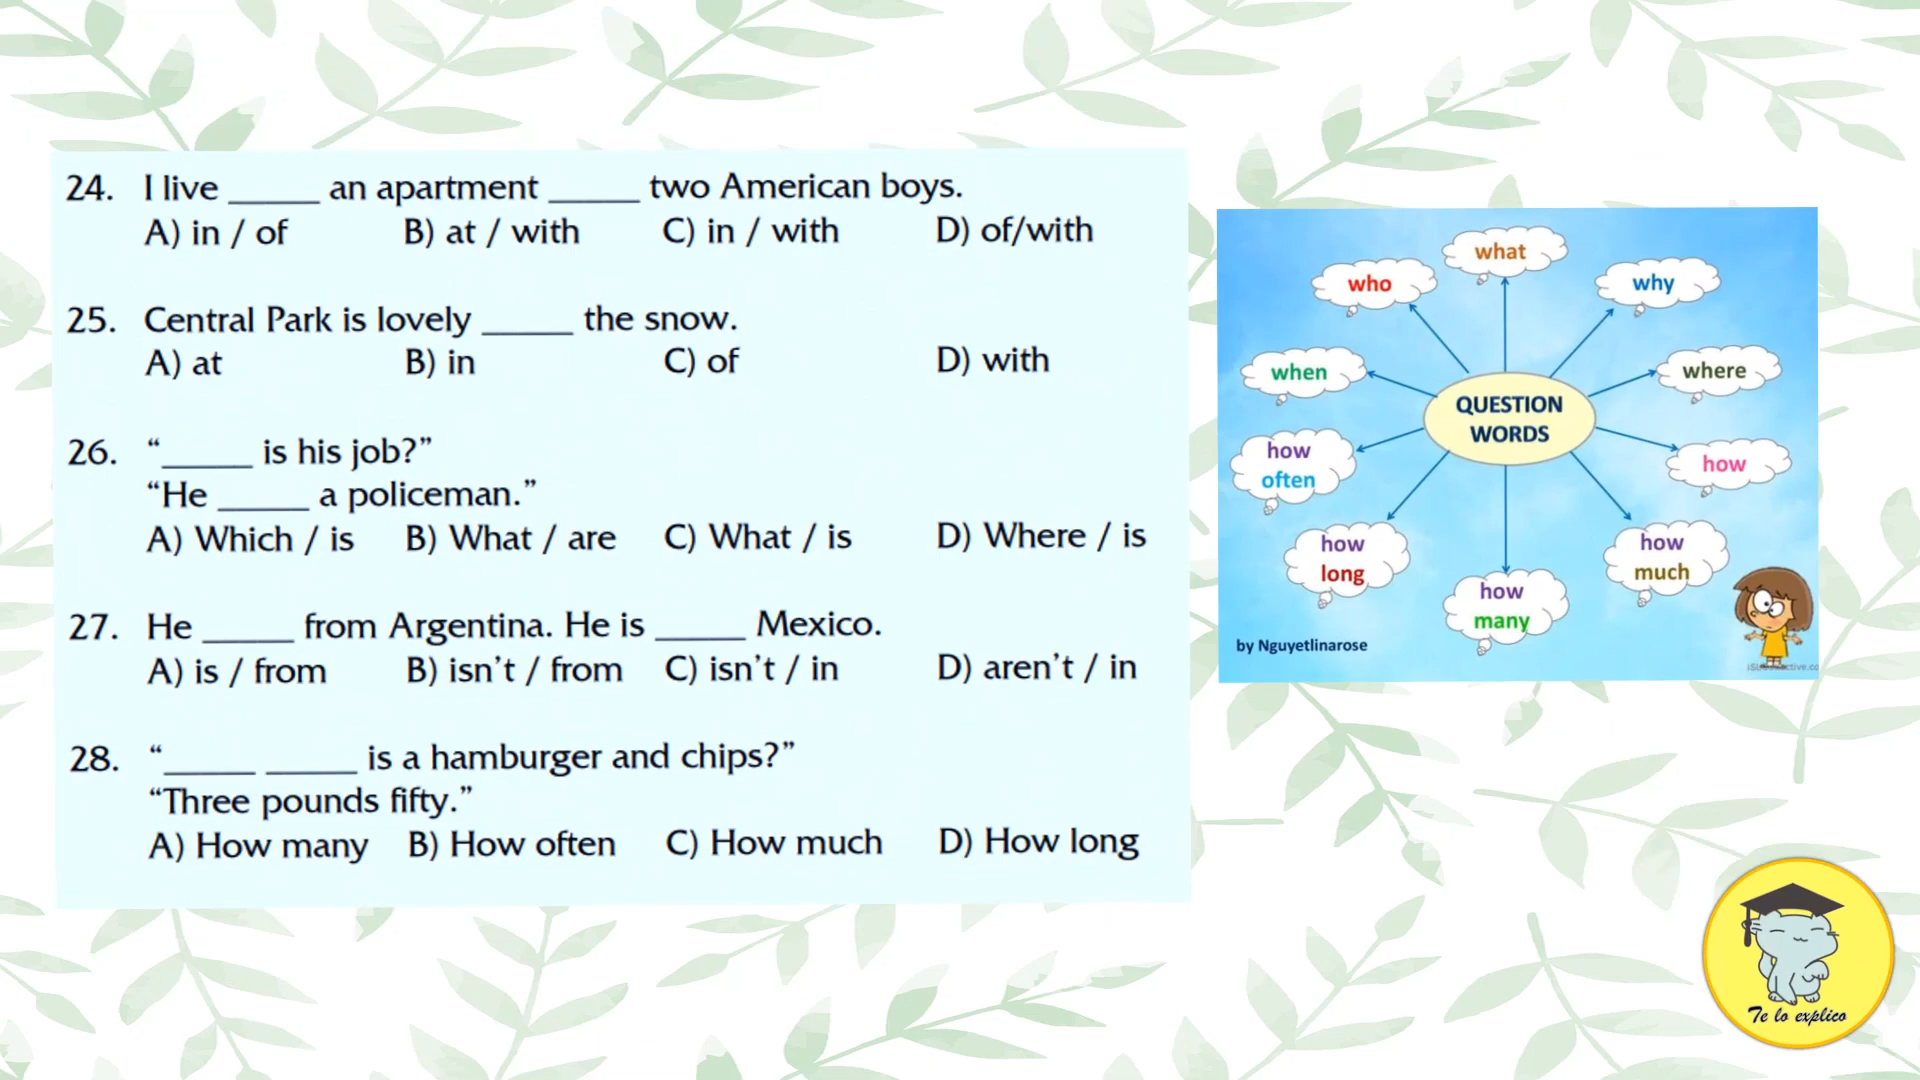 24. I live _____ an apartment _____ two American boys.
A) in / of B) at / with C) in / with D) of/with
25. Central Park is lovely _____ the snow.
A) at B) in C) of D) with
26. “_____ is his job?”
“He _____ a policeman.”
A) Which / is B) What / are C) What / is D) Where / is
27. He _____ from Argentina. He is _____ Mexico.
A) is / from B) isn’t / from C) isn’t / in D) aren’t / in
28. “_____ _____ is a hamburger and chips?”
“Three pounds fifty.”
A) How many B) How often C) How much D) How long
what
who
why
when
where
QUESTION
WORDS
how
often
how
how
long
how
much
how
many
by Nguyetlinarose
Te lo explico